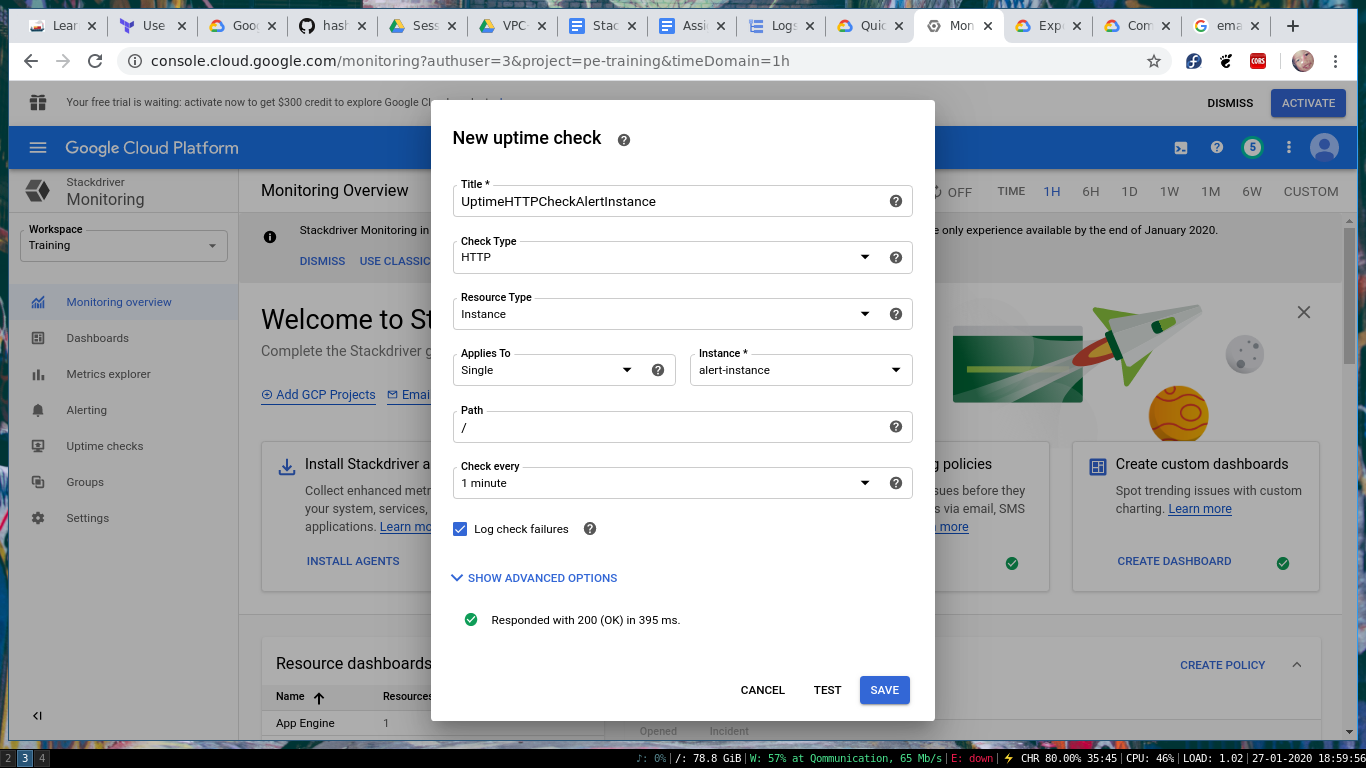 Lear
Use
Goo
hash
Sess
VPC-
Stac
Assi
Logs
Quic
Mon
Exp
Com
ema
console.cloud.google.com/monitoring?authuser=3&project=pe-training&timeDomain=1h
CORS
Your free trial is waiting: activate now to get $300 credit to explore Google Cl
DISMISS
ACTIVATE
Google Cloud Platform
5
Stackdriver
Monitoring
Monitoring Overview
OFF
TIME
1H
6H
1D
1W
1M
6W
CUSTOM
Workspace
Training
Monitoring overview
Dashboards
Metrics explorer
Alerting
Uptime checks
Groups
Settings
Stackdriver Monitoring in
e only experience available by the end of January 2020.
DISMISS
USE CLASSIC
Welcome to St
Complete the Stackdriver g
Add GCP Projects
Emai
Install Stackdriver a
Collect enhanced metr
your system, services,
applications. Learn mo
INSTALL AGENTS
g policies
sues before they
s via email, SMS
more
Create custom dashboards
Spot trending issues with custom
charting. Learn more
CREATE DASHBOARD
Resource dashboards
Name
Resources
App Engine
1
CREATE POLICY
Opened
Incident
New uptime check
Title *
UptimeHTTPCheckAlertInstance
Check Type
HTTP
Resource Type
Instance
Applies To
Single
Instance *
alert-instance
Path
/
Check every
1 minute
Log check failures
SHOW ADVANCED OPTIONS
Responded with 200 (OK) in 395 ms.
CANCEL
TEST
SAVE
2 3 4
♪: 0% | /: 78.8 GiB | W: 57% at Qommunication, 65 Mb/s | E: down | ⚡ CHR 80.00% 35:45 | CPU: 46% | LOAD: 1.02 | 27-01-2020 18:59:56